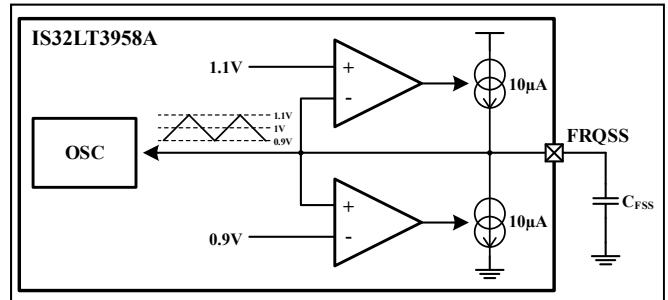 IS32LT3958A
1.1V
+
-
10µA
1.1V
1V
0.9V
OSC
FRQSS
CFSS
+
-
0.9V
10µA